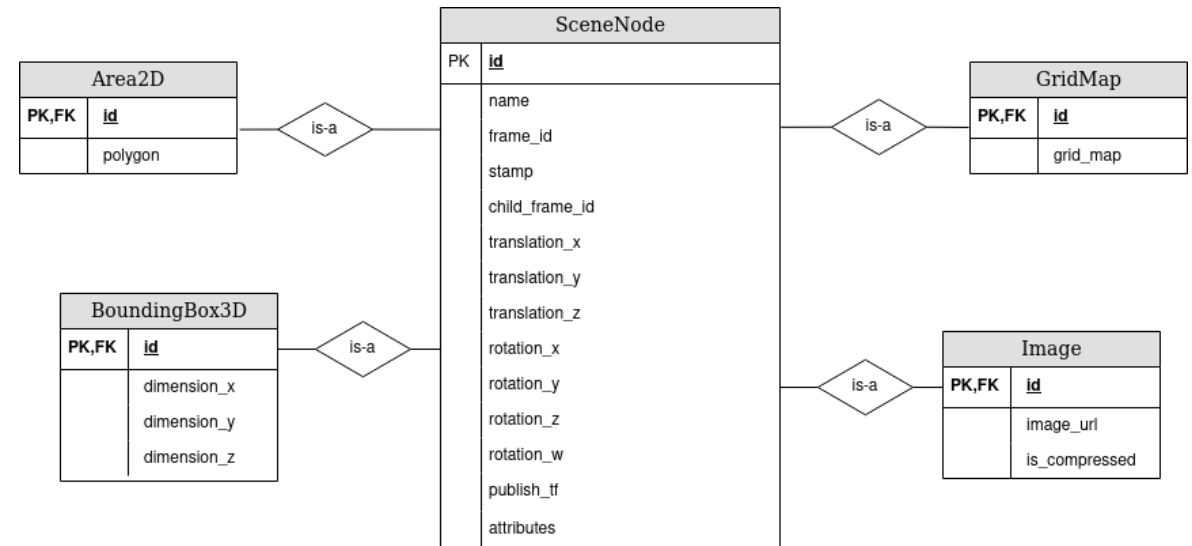 SceneNode
PK id
name
frame_id
stamp
child_frame_id
translation_x
translation_y
translation_z
rotation_x
rotation_y
rotation_z
rotation_w
publish_tf
attributes
Area2D
PK,FK id
polygon
is-a
BoundingBox3D
PK,FK id
dimension_x
dimension_y
dimension_z
is-a
GridMap
PK,FK id
grid_map
is-a
Image
PK,FK id
image_url
is_compressed
is-a